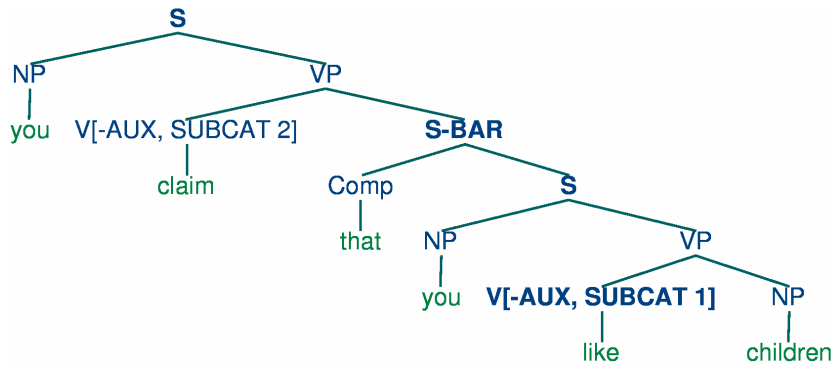 S
NP VP
you V[-AUX, SUBCAT 2] S-BAR
claim Comp S
that NP VP
you V[-AUX, SUBCAT 1] NP
like children